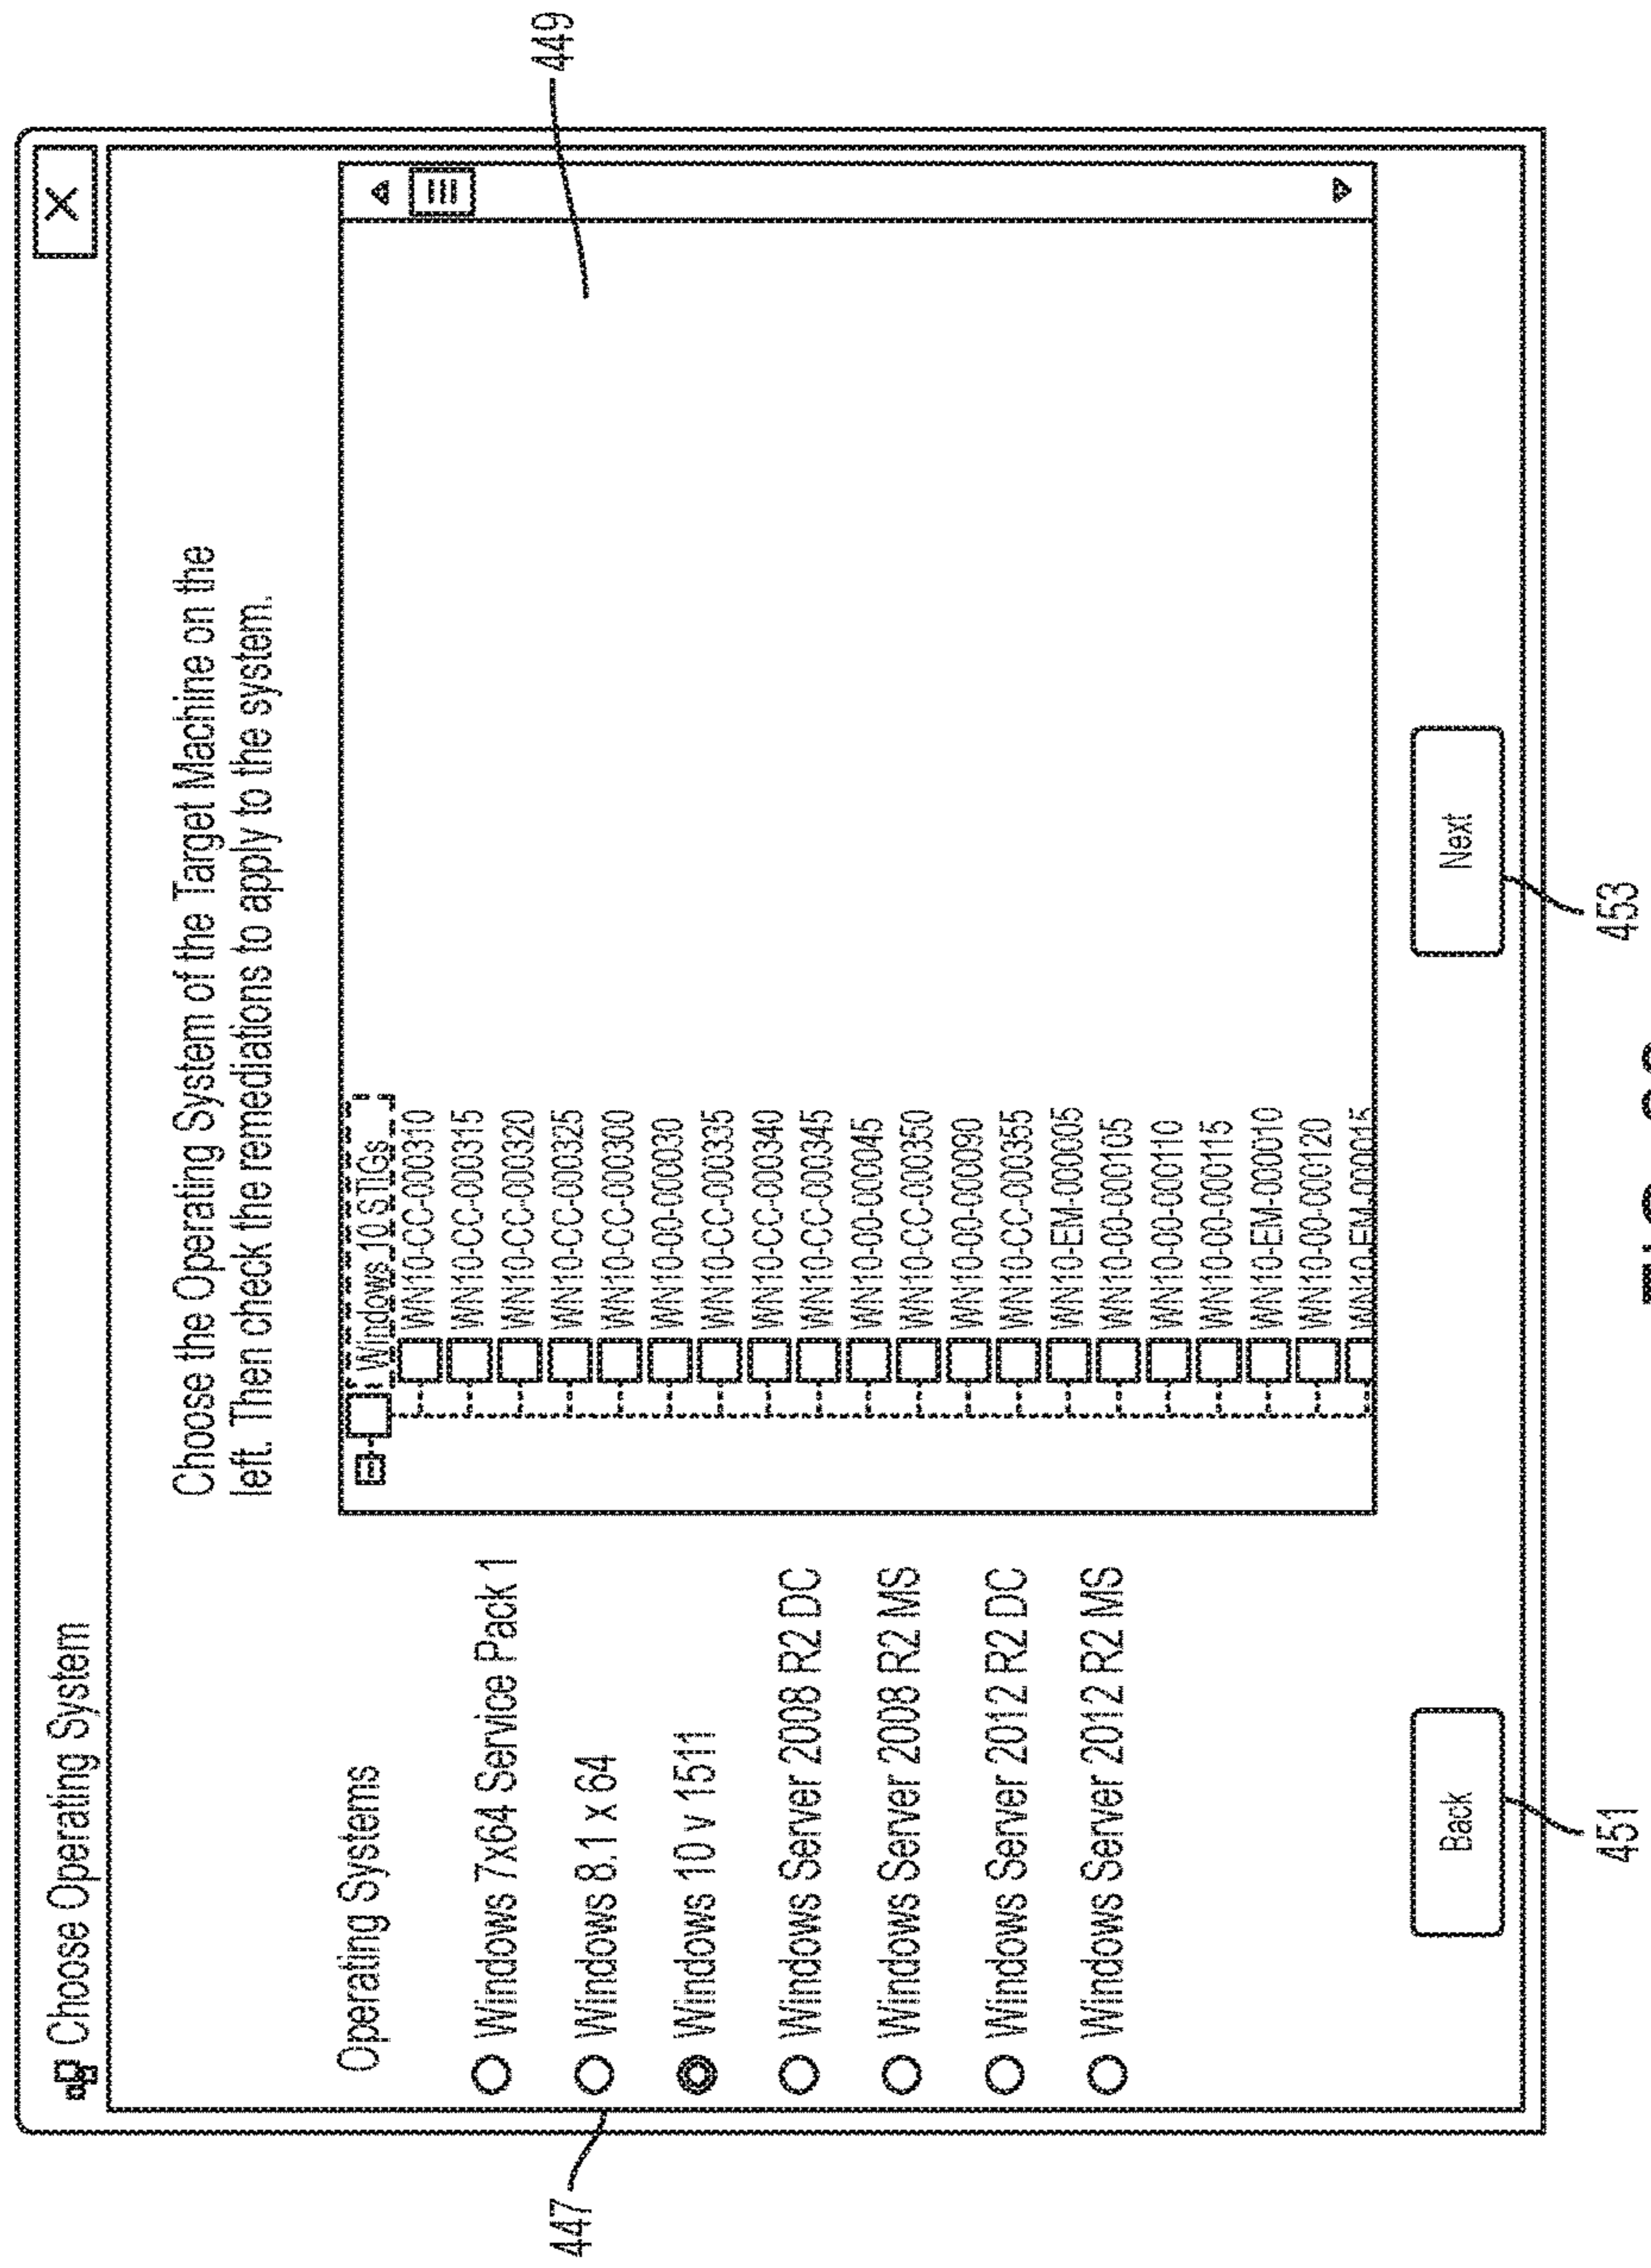 Choose Operating System
X
Choose the Operating System of the Target Machine on the
left. Then check the remediations to apply to the system.
449
Operating Systems
447
Windows 7x64 Service Pack 1
Windows 8.1 x 64
Windows 10 v 1511
Windows Server 2008 R2 DC
Windows Server 2008 R2 MS
Windows Server 2012 R2 DC
Windows Server 2012 R2 MS
Windows 10 STIGs
WN10-CC-000310
WN10-CC-000315
WN10-CC-000320
WN10-CC-000325
WN10-CC-000300
WN10-00-000030
WN10-CC-000335
WN10-CC-000340
WN10-CC-000345
WN10-00-000045
WN10-CC-000350
WN10-00-000090
WN10-CC-000355
WN10-EM-000005
WN10-00-000105
WN10-00-000110
WN10-00-000115
WN10-EM-000010
WN10-00-000120
WN10-EM-000015
Back
Next
451
453